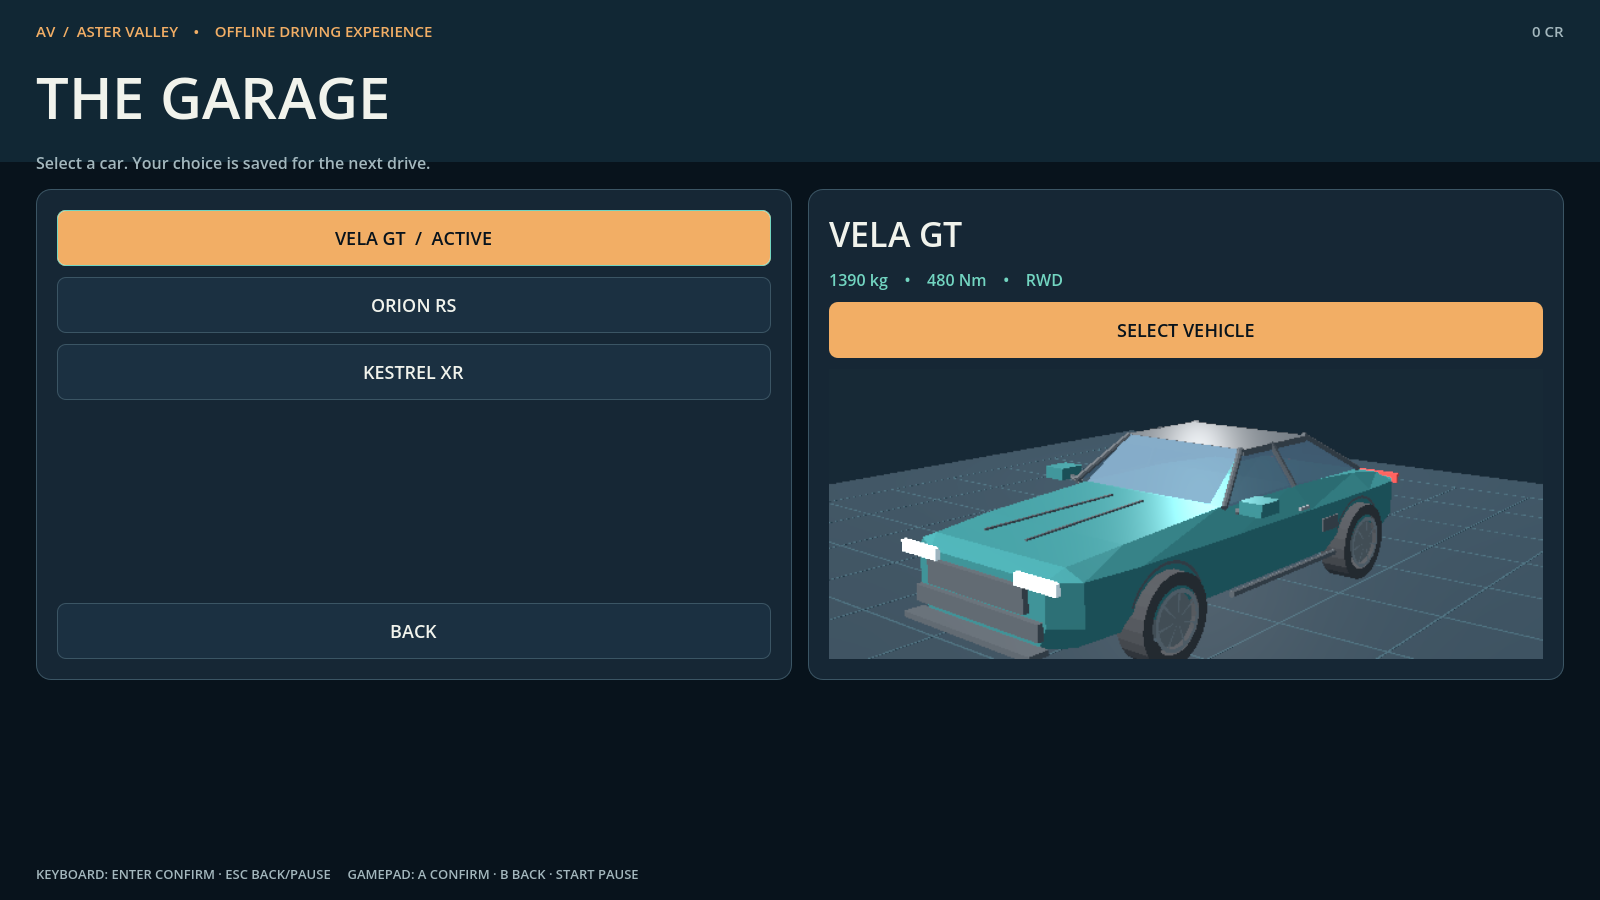 AV / ASTER VALLEY • OFFLINE DRIVING EXPERIENCE
0 CR
THE GARAGE
Select a car. Your choice is saved for the next drive.
VELA GT / ACTIVE
ORION RS
KESTREL XR
BACK
VELA GT
1390 kg • 480 Nm • RWD
SELECT VEHICLE
KEYBOARD: ENTER CONFIRM · ESC BACK/PAUSE GAMEPAD: A CONFIRM · B BACK · START PAUSE